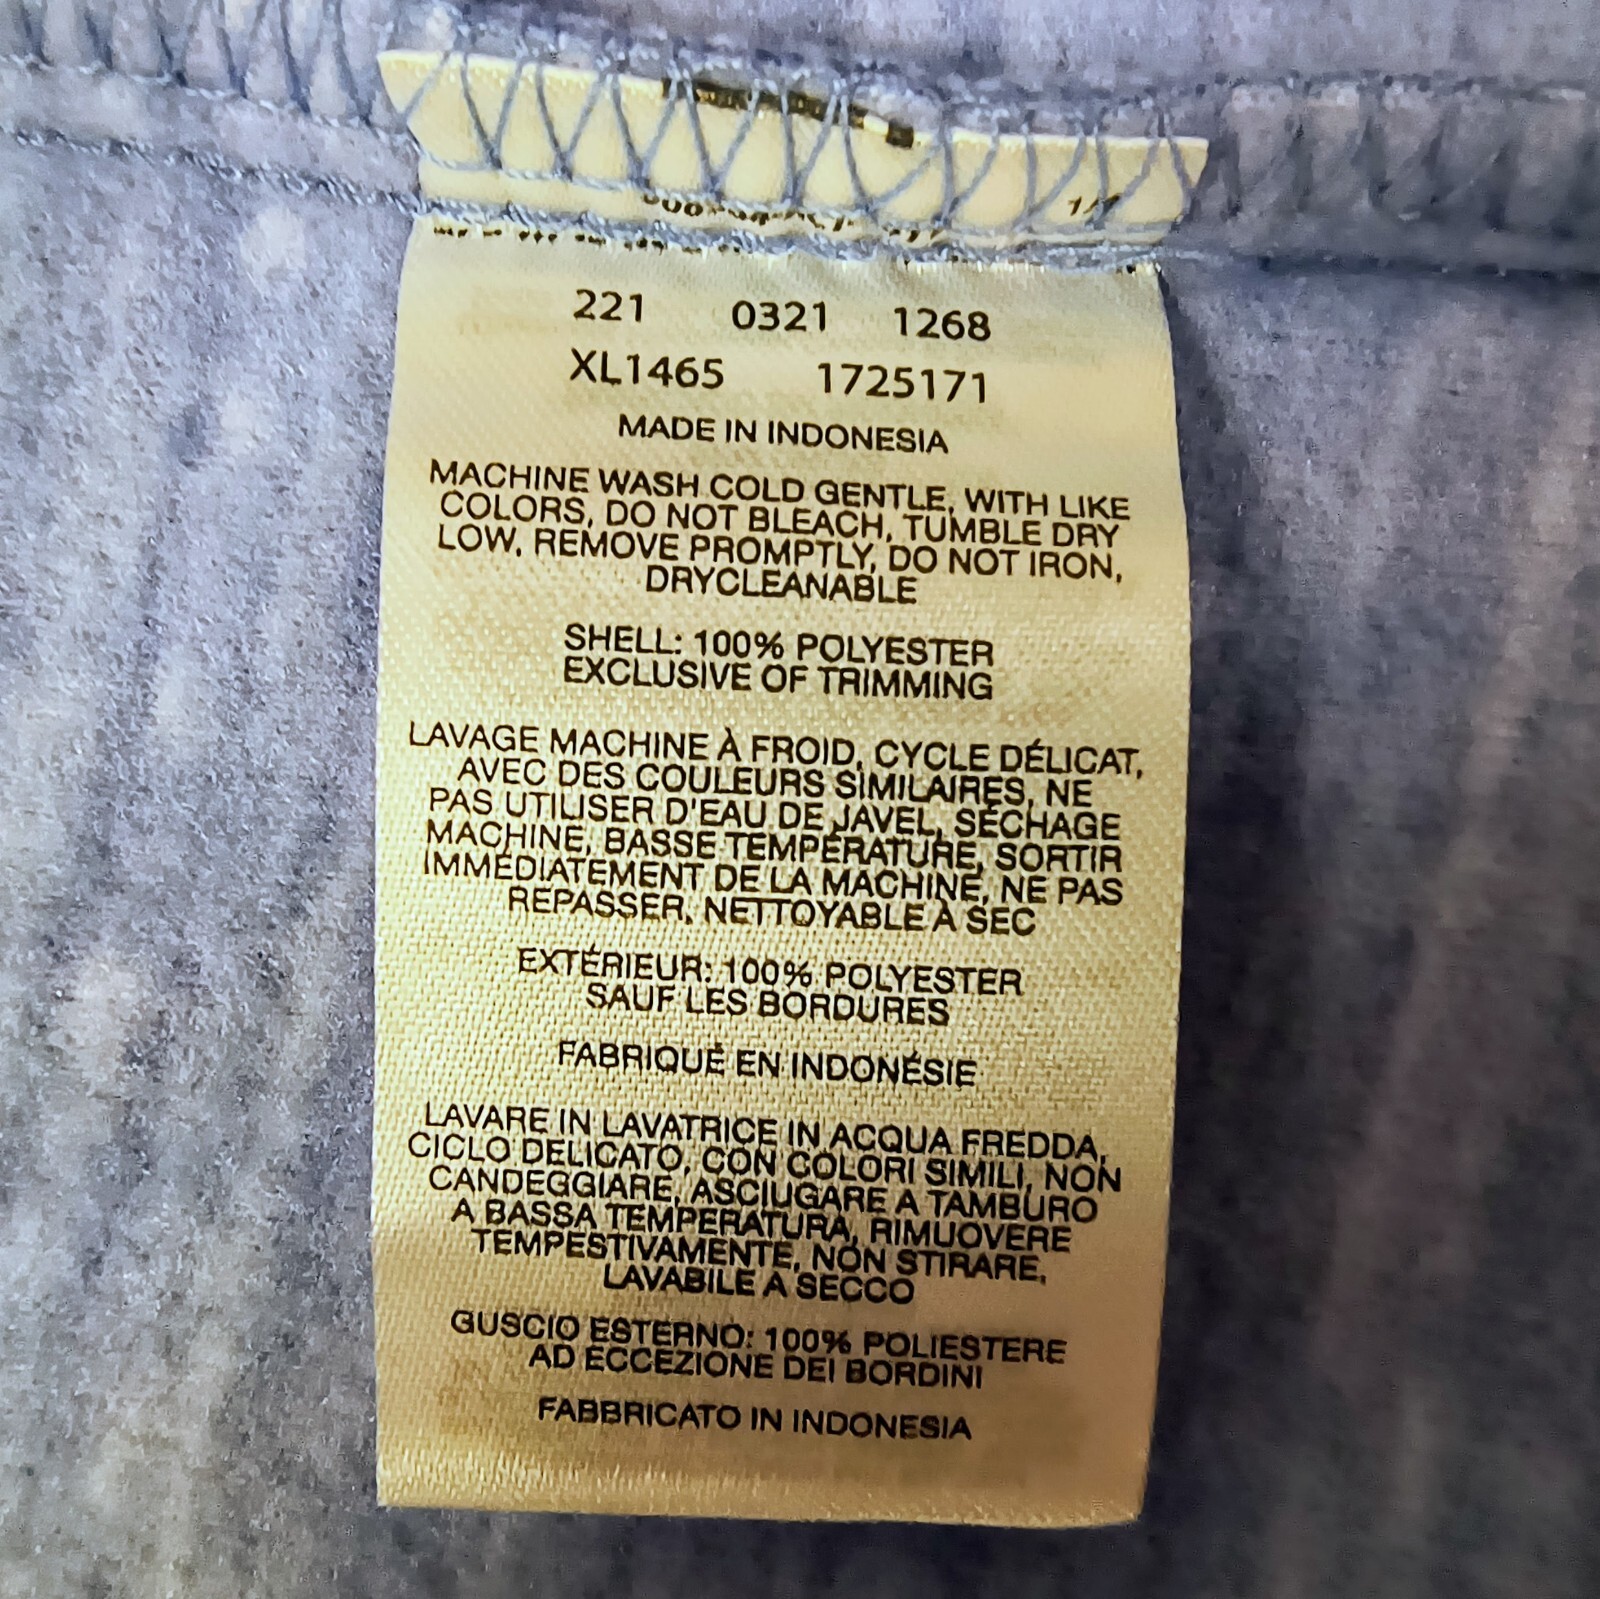 221 0321 1268
XL1465 1725171
MADE IN INDONESIA
MACHINE WASH COLD GENTLE, WITH LIKE
COLORS, DO NOT BLEACH, TUMBLE DRY
LOW, REMOVE PROMPTLY, DO NOT IRON,
DRYCLEANABLE
SHELL: 100% POLYESTER
EXCLUSIVE OF TRIMMING
LAVAGE MACHINE À FROID, CYCLE DÉLICAT,
AVEC DES COULEURS SIMILAIRES, NE
PAS UTILISER D'EAU DE JAVEL, SÉCHAGE
MACHINE, BASSE TEMPÉRATURE, SORTIR
IMMÉDIATEMENT DE LA MACHINE, NE PAS
REPASSER, NETTOYABLE À SEC
EXTÉRIEUR: 100% POLYESTER
SAUF LES BORDURES
FABRIQUÉ EN INDONÉSIE
LAVARE IN LAVATRICE IN ACQUA FREDDA,
CICLO DELICATO, CON COLORI SIMILI, NON
CANDEGGIARE, ASCIUGARE A TAMBURO
A BASSA TEMPERATURA, RIMUOVERE
TEMPESTIVAMENTE, NON STIRARE,
LAVABILE A SECCO
GUSCIO ESTERNO: 100% POLIESTERE
AD ECCEZIONE DEI BORDINI
FABBRICATO IN INDONESIA